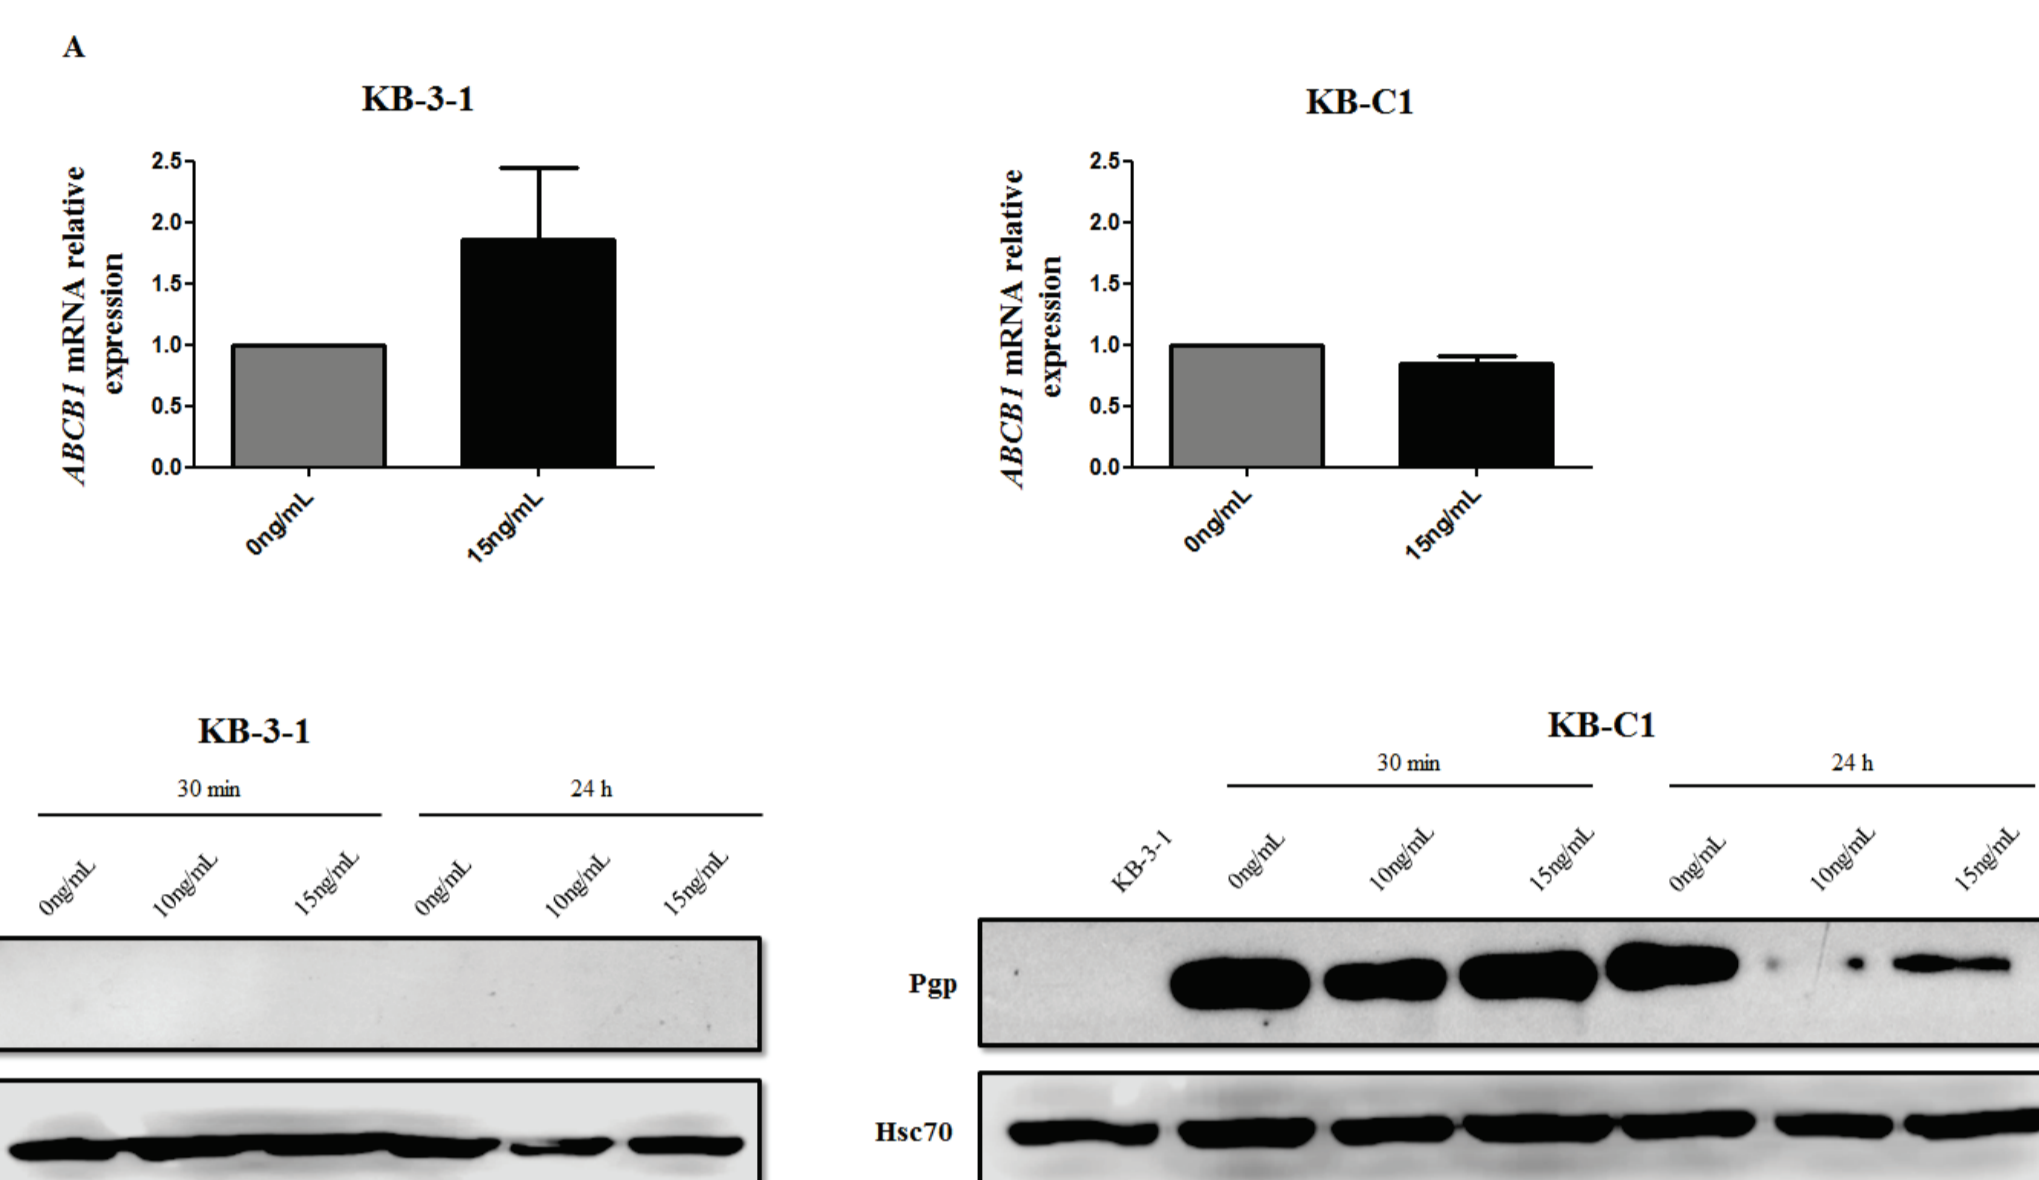 A
KB-3-1
ABCB1 mRNA relative
expression
2.5
2.0
1.5
1.0
0.5
0.0
0ng/mL
15ng/mL
KB-C1
ABCB1 mRNA relative
expression
2.5
2.0
1.5
1.0
0.5
0.0
0ng/mL
15ng/mL
KB-3-1
30 min
24 h
0ng/mL
10ng/mL
15ng/mL
0ng/mL
10ng/mL
15ng/mL
KB-C1
30 min
24 h
KB-3-1
0ng/mL
10ng/mL
15ng/mL
0ng/mL
10ng/mL
15ng/mL
Pgp
Hsc70